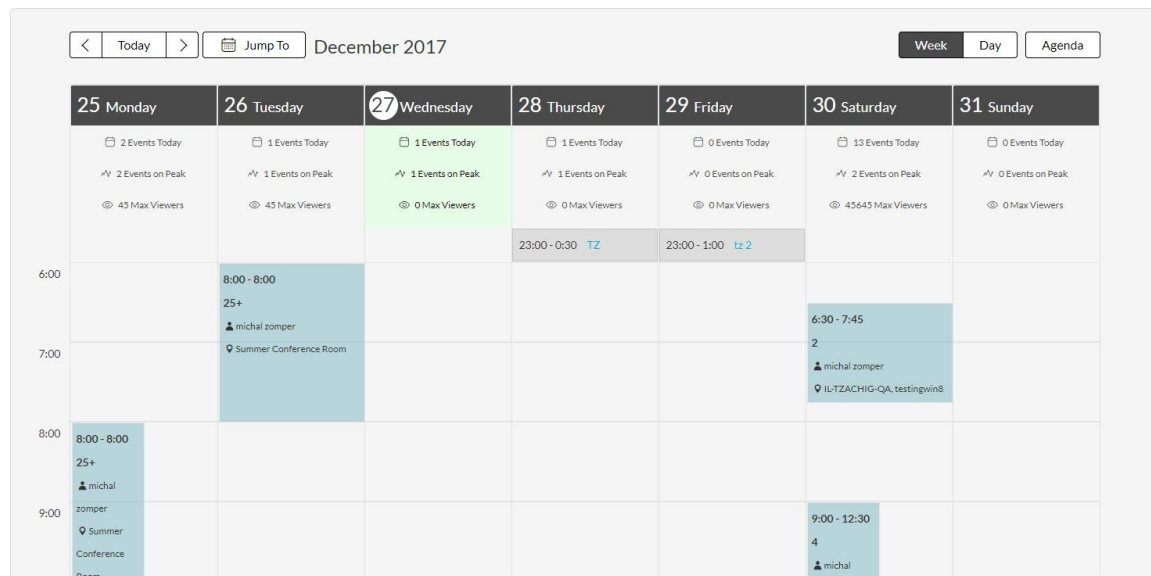 Today
Jump To
December 2017
Week
Day
Agenda
25 Monday
26 Tuesday
27 Wednesday
28 Thursday
29 Friday
30 Saturday
31 Sunday
2 Events Today
1 Events Today
1 Events Today
1 Events Today
0 Events Today
13 Events Today
0 Events Today
2 Events on Peak
1 Events on Peak
1 Events on Peak
1 Events on Peak
0 Events on Peak
2 Events on Peak
0 Events on Peak
45 Max Viewers
45 Max Viewers
0 Max Viewers
0 Max Viewers
0 Max Viewers
45645 Max Viewers
0 Max Viewers
23:00 - 0:30 TZ
23:00 - 1:00 tz 2
6:00
8:00 - 8:00
25+
michal zomper
Summer Conference Room
6:30 - 7:45
2
michal zomper
IL-TZACHIG-QA, testingwin8
7:00
8:00
8:00 - 8:00
25+
michal
zomper
Summer
Conference
Room
9:00
9:00 - 12:30
4
michal